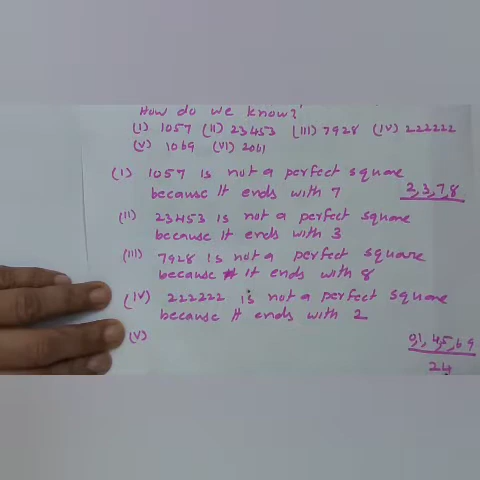 How do we know?
(I) 1057 (II) 23453 (III) 7928 (IV) 222222
(V) 1069 (VI) 2061
(I) 1057 is not a perfect square
because It ends with 7
2,3,7,8
(II) 23453 is not a perfect square
because It ends with 3
(III) 7928 is not a perfect square
because It ends with 8
(IV) 222222 is not a perfect square
because It ends with 2
(V)
0,1,4,5,6 9
24